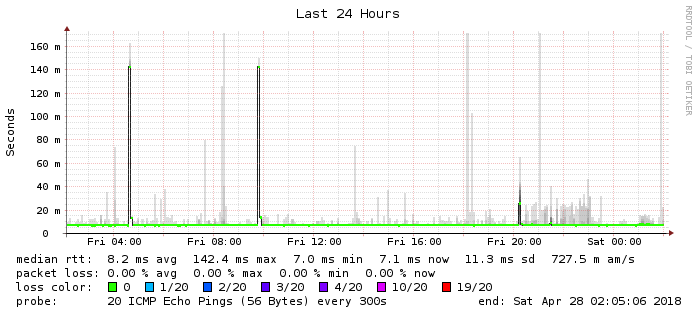 Last 24 Hours
RRDTOOL / TOBI OETIKER
Seconds
160 m
140 m
120 m
100 m
80 m
60 m
40 m
20 m
0
Fri 04:00 Fri 08:00 Fri 12:00 Fri 16:00 Fri 20:00 Sat 00:00
median rtt: 8.2 ms avg 142.4 ms max 7.0 ms min 7.1 ms now 11.3 ms sd 727.5 m am/s
packet loss: 0.00 % avg 0.00 % max 0.00 % min 0.00 % now
loss color: 0 1/20 2/20 3/20 4/20 10/20 19/20
probe: 20 ICMP Echo Pings (56 Bytes) every 300s end: Sat Apr 28 02:05:06 2018